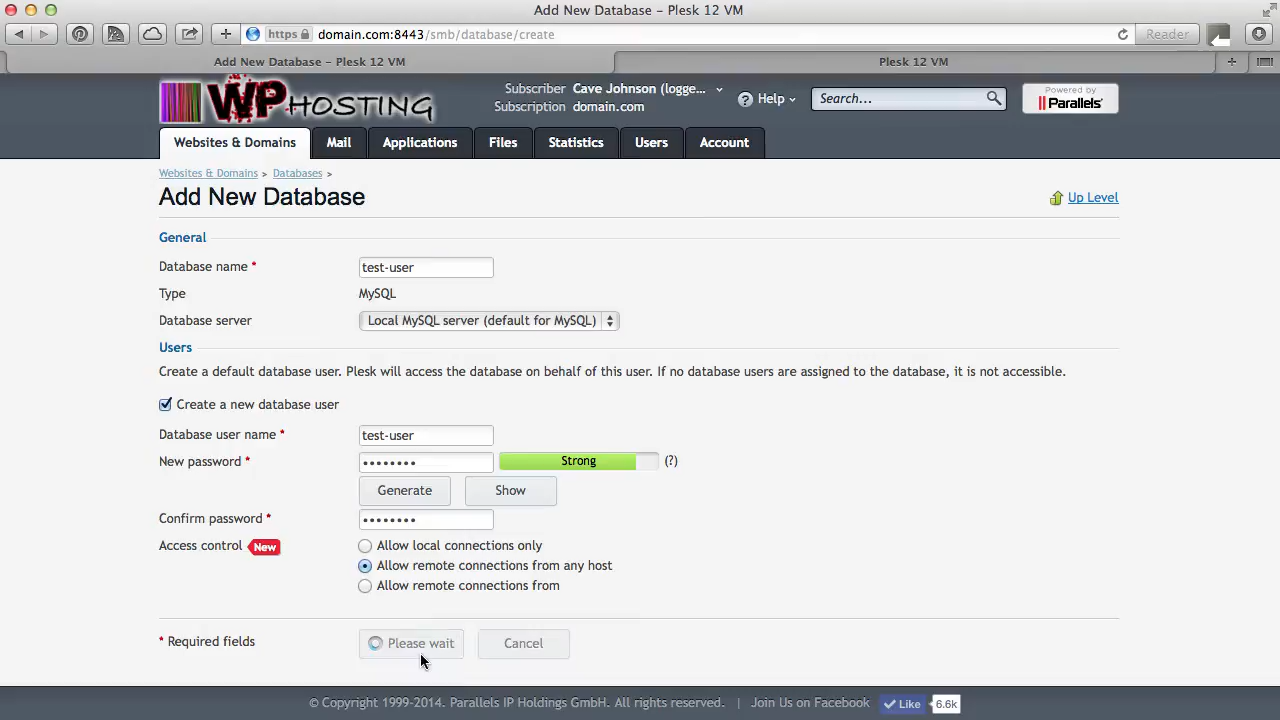 Add New Database – Plesk 12 VM
https domain.com:8443/smb/database/create
Reader
Add New Database – Plesk 12 VM
Plesk 12 VM
WPHOSTING
Subscriber Cave Johnson (logge...
Subscription domain.com
Help
Search...
Powered by
Parallels
Websites & Domains
Mail
Applications
Files
Statistics
Users
Account
Websites & Domains > Databases >
Add New Database
Up Level
General
Database name *
test-user
Type
MySQL
Database server
Local MySQL server (default for MySQL)
Users
Create a default database user. Plesk will access the database on behalf of this user. If no database users are assigned to the database, it is not accessible.
Create a new database user
Database user name *
test-user
New password *
••••••••
Strong
(?)
Generate
Show
Confirm password *
••••••••
Access control New
Allow local connections only
Allow remote connections from any host
Allow remote connections from
* Required fields
Please wait
Cancel
© Copyright 1999-2014. Parallels IP Holdings GmbH. All rights reserved. | Join Us on Facebook Like 6.6k